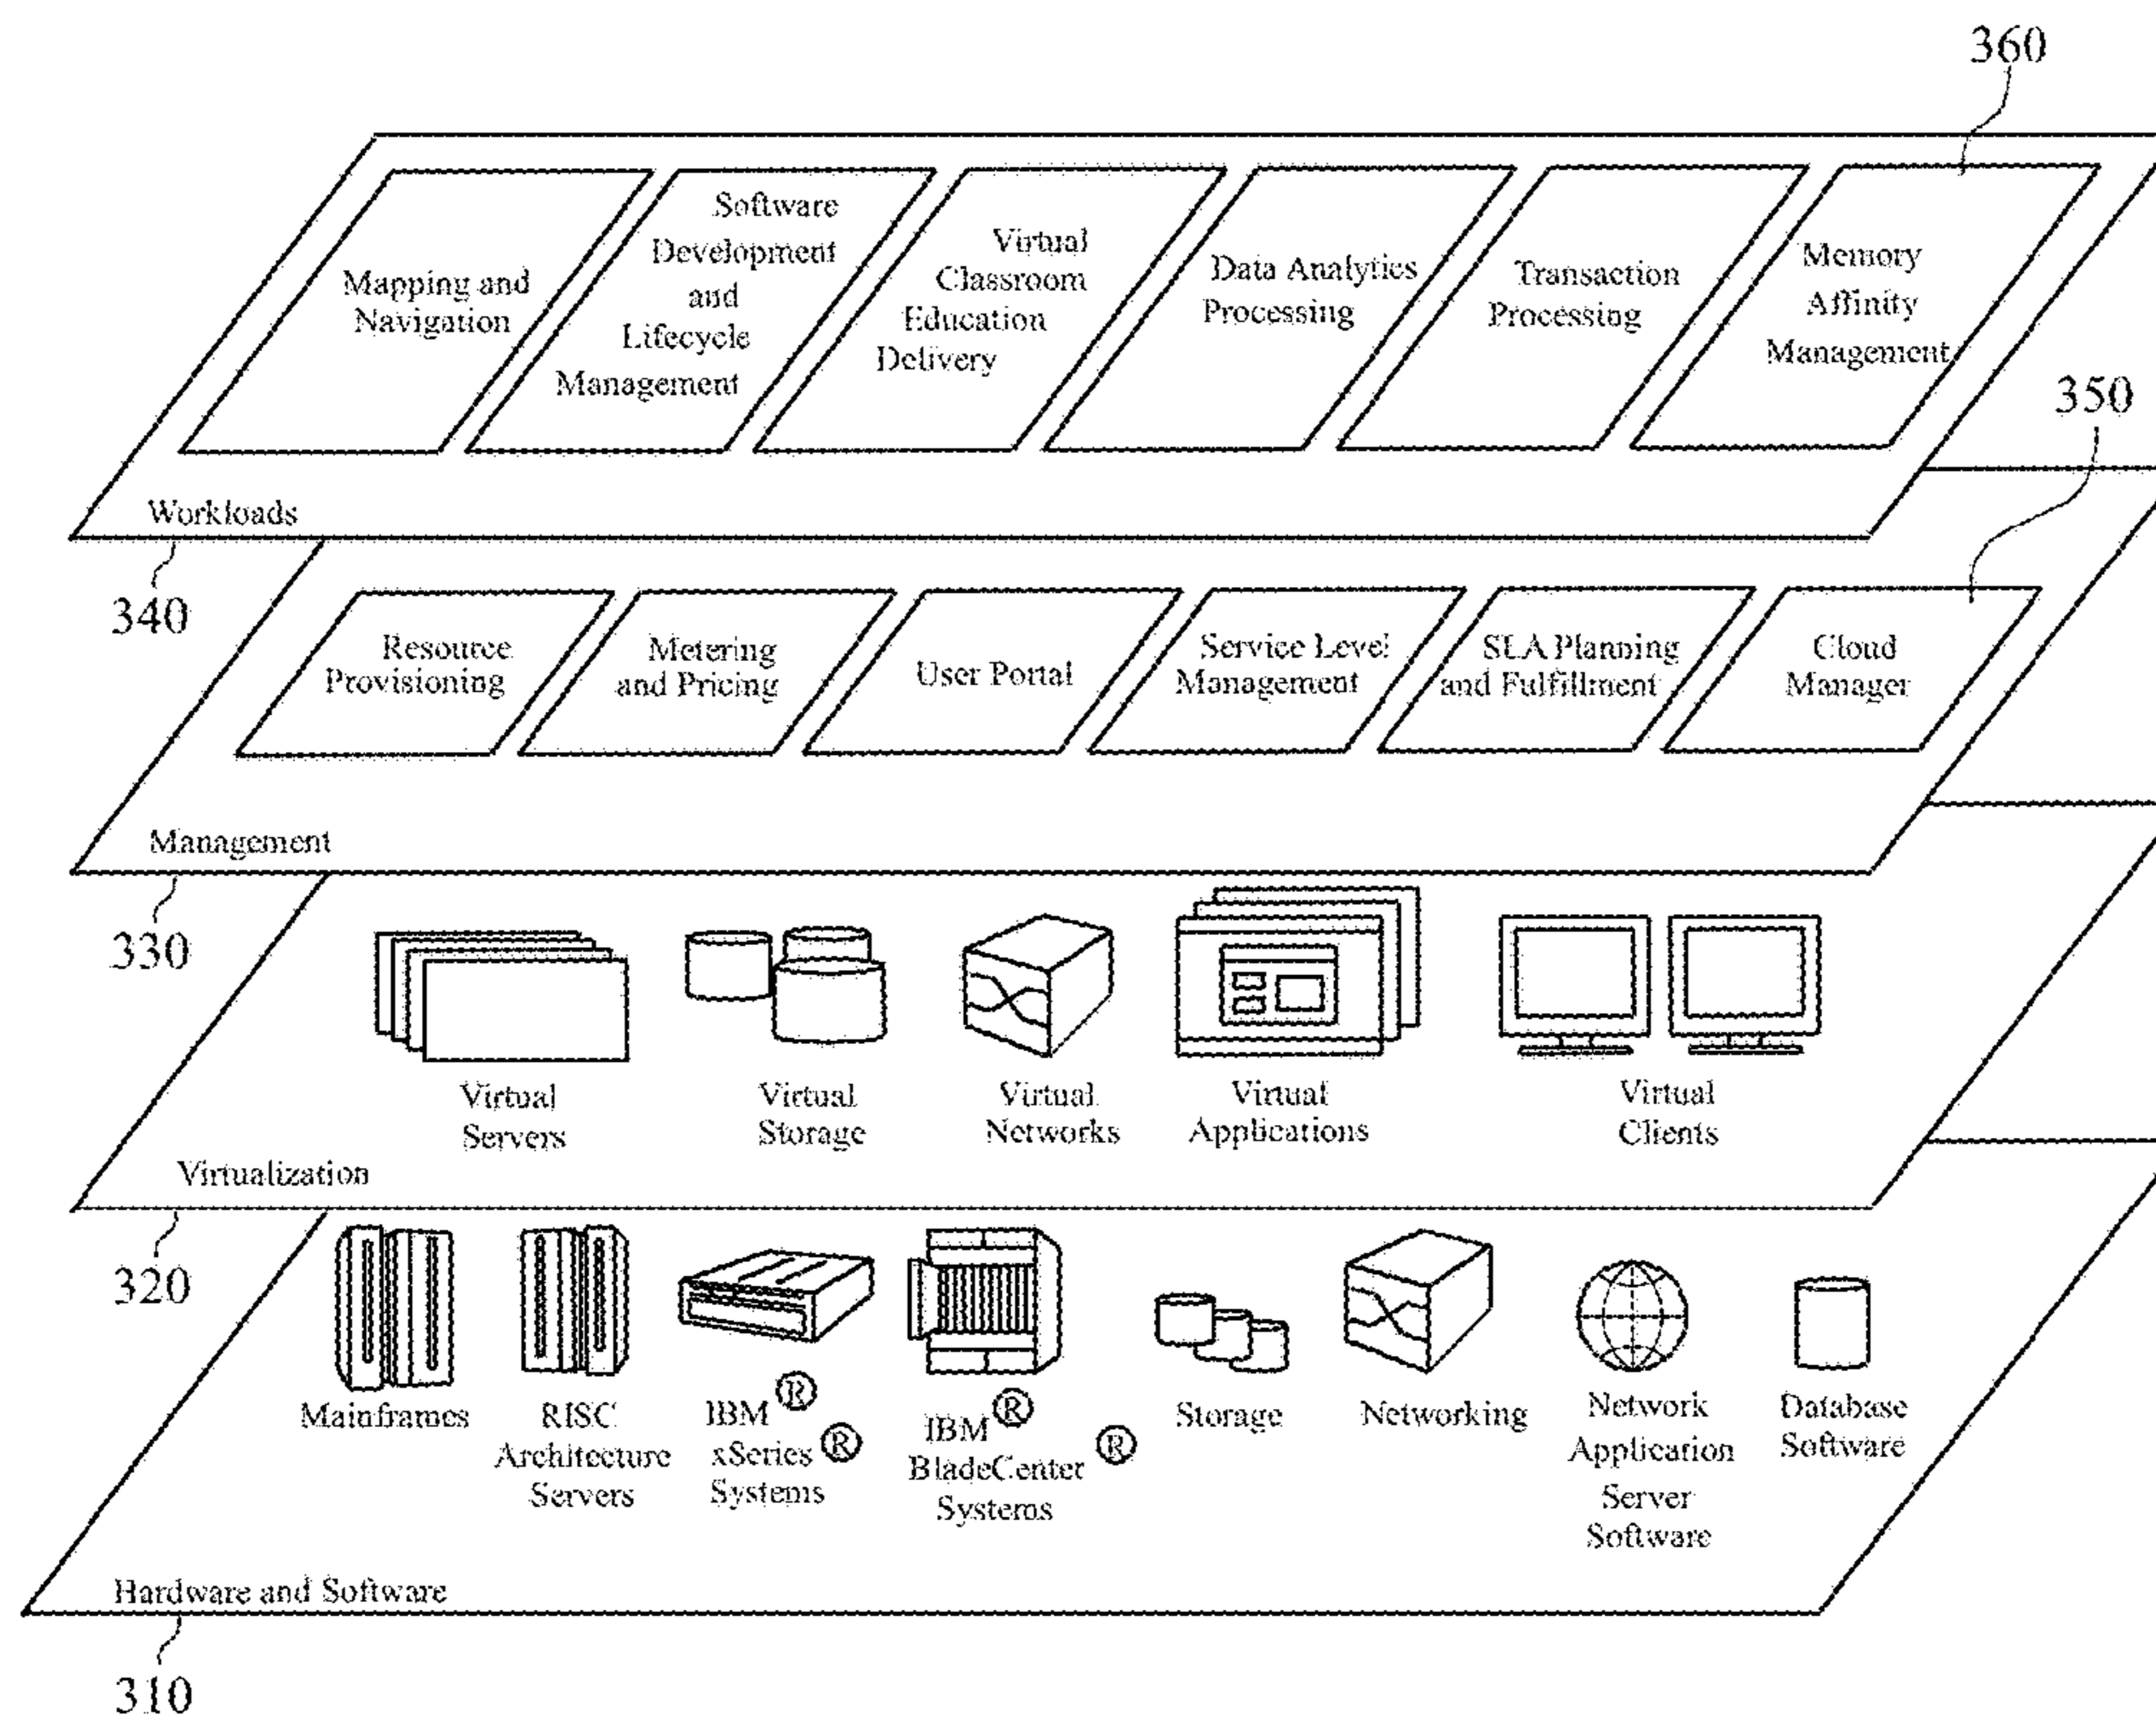 360
Mapping and
Navigation
Software
Development
and
Lifecycle
Management
Virtual
Classroom
Education
Delivery
Data Analytics
Processing
Transaction
Processing
Memory
Affinity
Management
350
Workloads
340
Resource
Provisioning
Metering
and Pricing
User Portal
Service Level
Management
SLA Planning
and Fulfillment
Cloud
Manager
Management
330
Virtual
Servers
Virtual
Storage
Virtual
Networks
Virtual
Applications
Virtual
Clients
Virtualization
320
Mainframes
RISC
Architecture
Servers
IBM ®
xSeries ®
Systems
IBM ®
BladeCenter ®
Systems
Storage
Networking
Network
Application
Server
Software
Database
Software
Hardware and Software
310